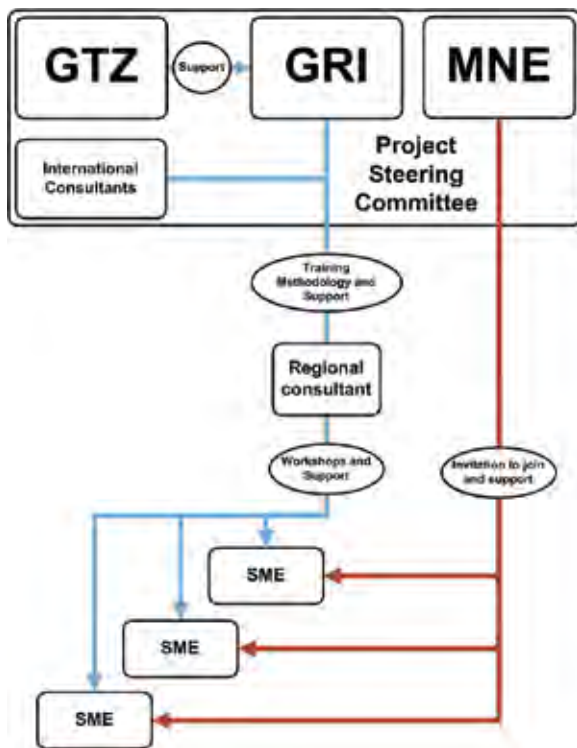 GTZ
Support
GRI
MNE
International
Consultants
Project
Steering
Committee
Training
Methodology and
Support
Regional
consultant
Workshops and
Support
Invitation to join
and support
SME
SME
SME